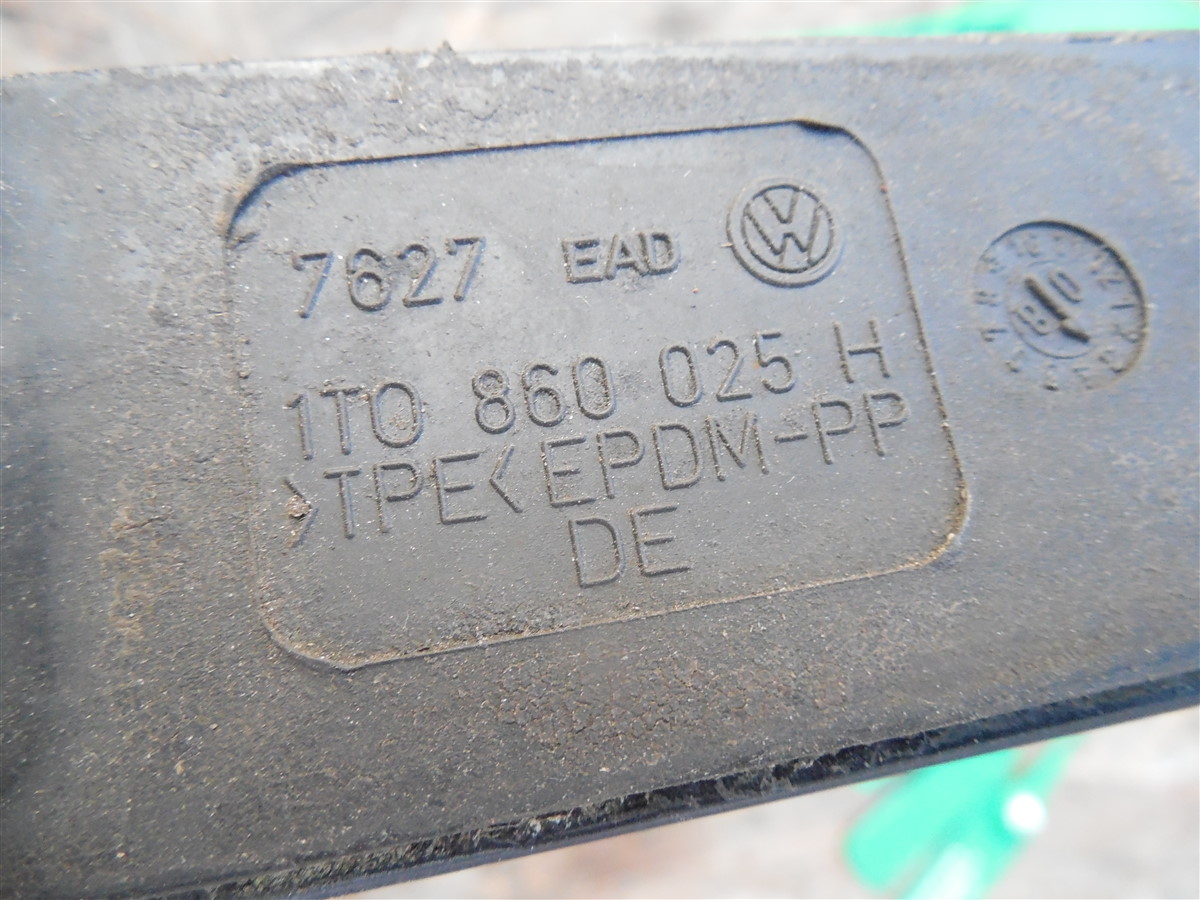 7627 EAD
1T0 860 025 H
>TPE< EPDM-PP
DE